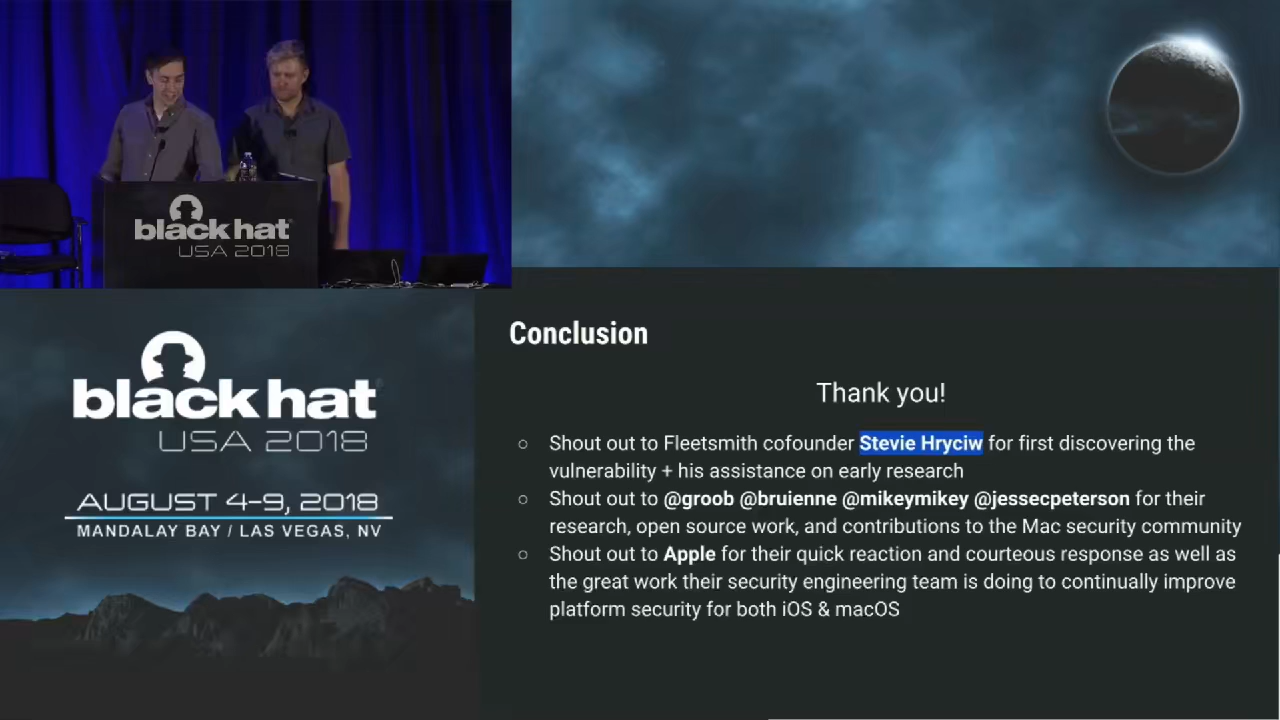 black hat
USA 2018
black hat
USA 2018
AUGUST 4-9, 2018
MANDALAY BAY / LAS VEGAS, NV
Conclusion
Thank you!
○ Shout out to Fleetsmith cofounder Stevie Hryciw for first discovering the
vulnerability + his assistance on early research
○ Shout out to @groob @bruienne @mikeymikey @jessecpeterson for their
research, open source work, and contributions to the Mac security community
○ Shout out to Apple for their quick reaction and courteous response as well as
the great work their security engineering team is doing to continually improve
platform security for both iOS & macOS